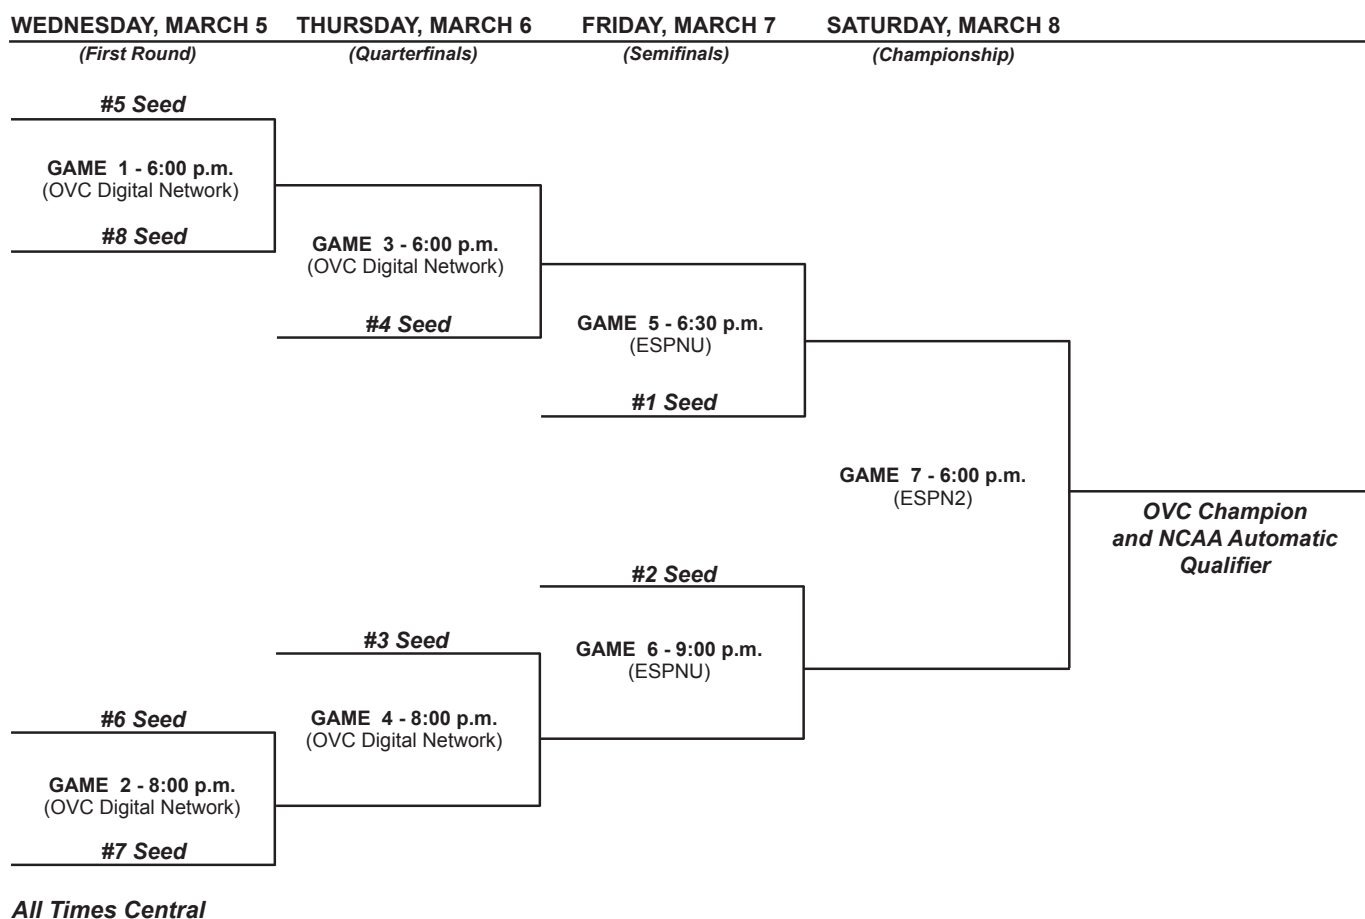 WEDNESDAY, MARCH 5
(First Round)
THURSDAY, MARCH 6
(Quarterfinals)
FRIDAY, MARCH 7
(Semifinals)
SATURDAY, MARCH 8
(Championship)
#5 Seed
GAME 1 - 6:00 p.m.
(OVC Digital Network)
#8 Seed
GAME 3 - 6:00 p.m.
(OVC Digital Network)
#4 Seed
GAME 5 - 6:30 p.m.
(ESPNU)
#1 Seed
GAME 7 - 6:00 p.m.
(ESPN2)
OVC Champion
and NCAA Automatic
Qualifier
#2 Seed
GAME 6 - 9:00 p.m.
(ESPNU)
#3 Seed
GAME 4 - 8:00 p.m.
(OVC Digital Network)
#6 Seed
GAME 2 - 8:00 p.m.
(OVC Digital Network)
#7 Seed
All Times Central